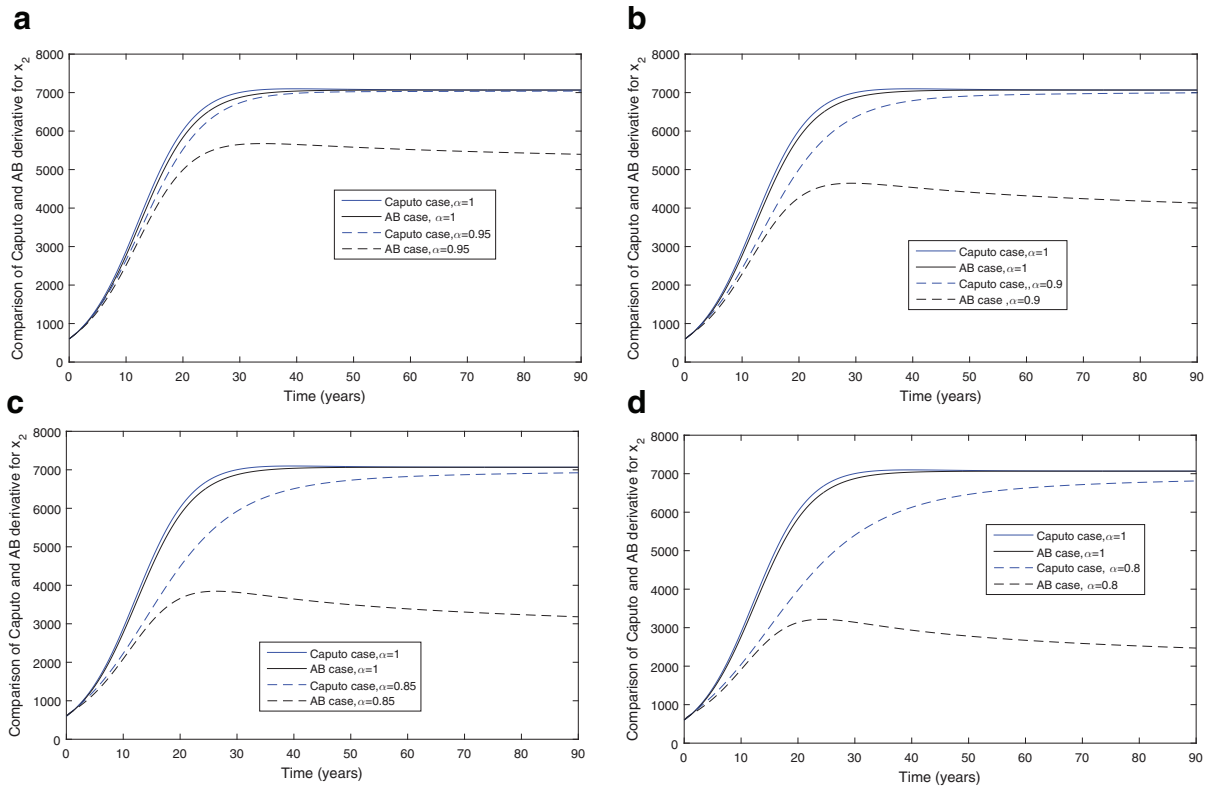 a
Comparison of Caputo and AB derivative for x2
8000
7000
6000
5000
4000
3000
2000
1000
0
Caputo case,α=1
AB case, α=1
Caputo case,α=0.95
AB case,α=0.95
0 10 20 30 40 50 60 70 80 90
Time (years)
b
Comparison of Caputo and AB derivative for x2
8000
7000
6000
5000
4000
3000
2000
1000
0
Caputo case,α=1
AB case,α=1
Caputo case,,α=0.9
AB case ,α=0.9
0 10 20 30 40 50 60 70 80 90
Time (years)
c
Comparison of Caputo and AB derivative for x2
8000
7000
6000
5000
4000
3000
2000
1000
0
Caputo case,α=1
AB case,α=1
Caputo case,α=0.85
AB case,α=0.85
0 10 20 30 40 50 60 70 80 90
Time (years)
d
Comparison of Caputo and AB derivative for x2
8000
7000
6000
5000
4000
3000
2000
1000
0
Caputo case,α=1
AB case,α=1
Caputo case, α=0.8
AB case, α=0.8
0 10 20 30 40 50 60 70 80 90
Time (years)